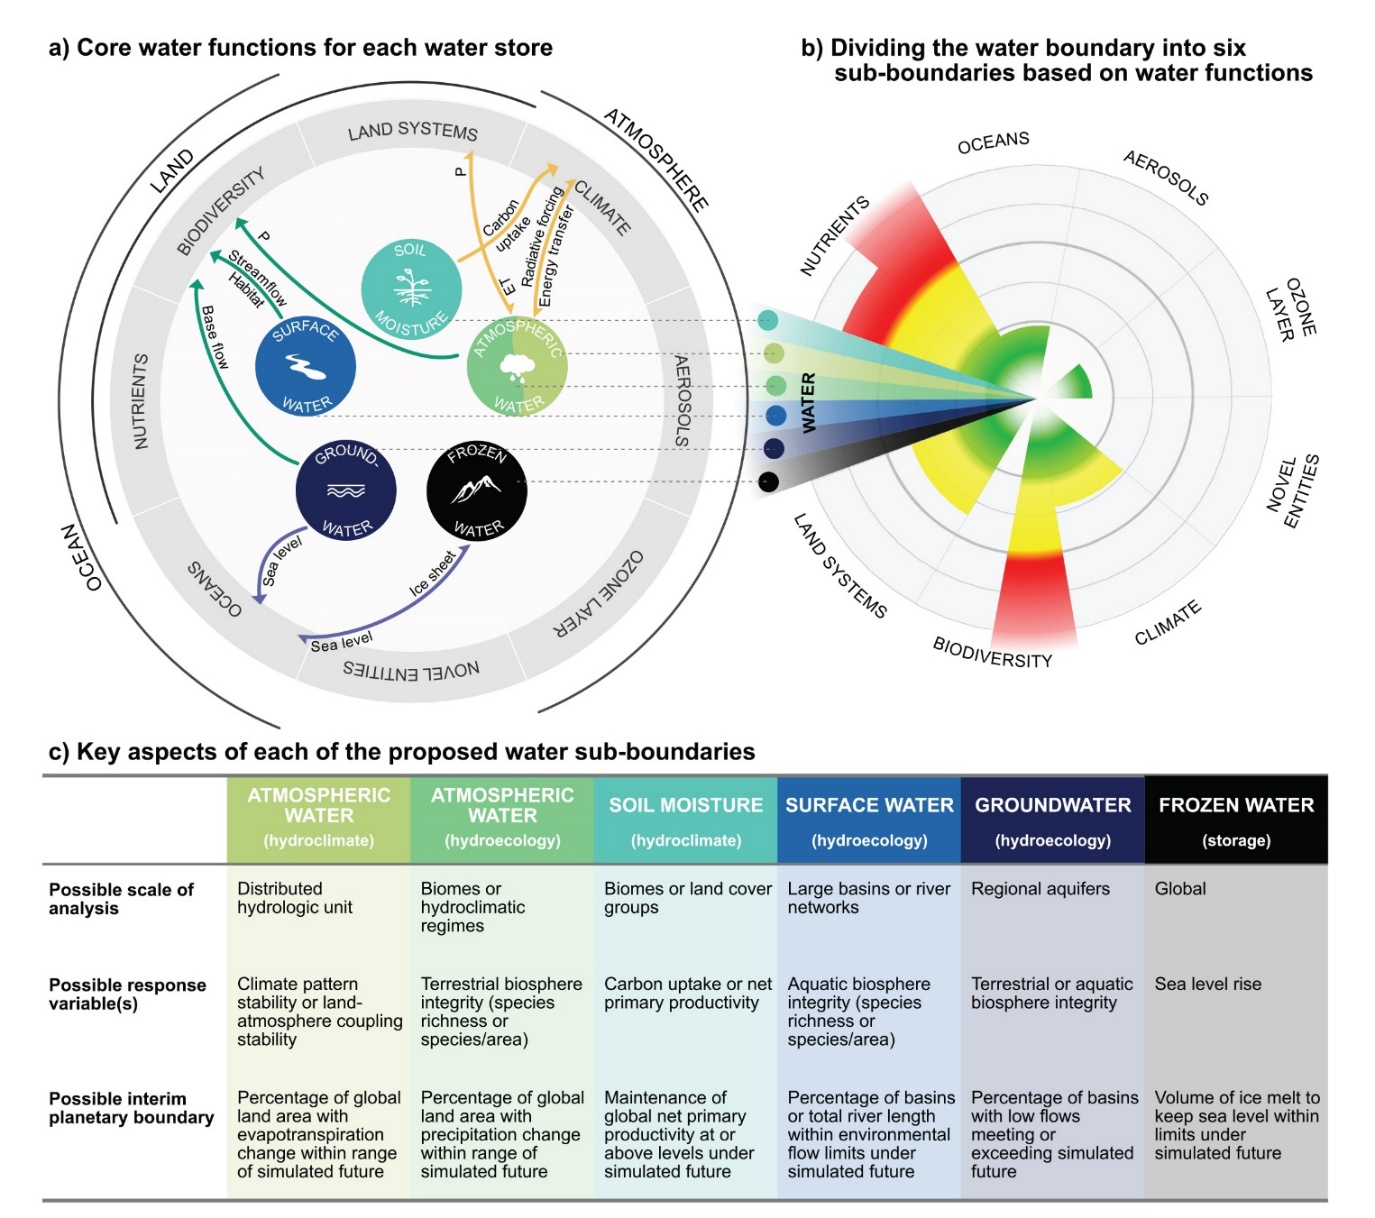 a) Core water functions for each water store
b) Dividing the water boundary into six
sub-boundaries based on water functions
LAND
ATMOSPHERE
OCEAN
LAND SYSTEMS
CLIMATE
AEROSOLS
OZONE LAYER
NOVEL ENTITIES
OCEANS
NUTRIENTS
BIODIVERSITY
P
Carbon
uptake
Radiative forcing
Energy transfer
ET
P
Streamflow
Habitat
Base flow
SOIL
MOISTURE
SURFACE
WATER
ATMOSPHERIC
WATER
GROUND-
WATER
FROZEN
WATER
Sea level
Ice sheet
Sea level
OCEANS
AEROSOLS
OZONE
LAYER
NOVEL
ENTITIES
CLIMATE
BIODIVERSITY
LAND SYSTEMS
WATER
NUTRIENTS
c) Key aspects of each of the proposed water sub-boundaries
ATMOSPHERIC
WATER
(hydroclimate)
ATMOSPHERIC
WATER
(hydroecology)
SOIL MOISTURE
(hydroclimate)
SURFACE WATER
(hydroecology)
GROUNDWATER
(hydroecology)
FROZEN WATER
(storage)
Possible scale of
analysis
Distributed
hydrologic unit
Biomes or
hydroclimatic
regimes
Biomes or land cover
groups
Large basins or river
networks
Regional aquifers
Global
Possible response
variable(s)
Climate pattern
stability or land-
atmosphere coupling
stability
Terrestrial biosphere
integrity (species
richness or
species/area)
Carbon uptake or net
primary productivity
Aquatic biosphere
integrity (species
richness or
species/area)
Terrestrial or aquatic
biosphere integrity
Sea level rise
Possible interim
planetary boundary
Percentage of global
land area with
evapotranspiration
change within range
of simulated future
Percentage of global
land area with
precipitation change
within range of
simulated future
Maintenance of
global net primary
productivity at or
above levels under
simulated future
Percentage of basins
or total river length
within environmental
flow limits under
simulated future
Percentage of basins
with low flows
meeting or
exceeding simulated
future
Volume of ice melt to
keep sea level within
limits under
simulated future